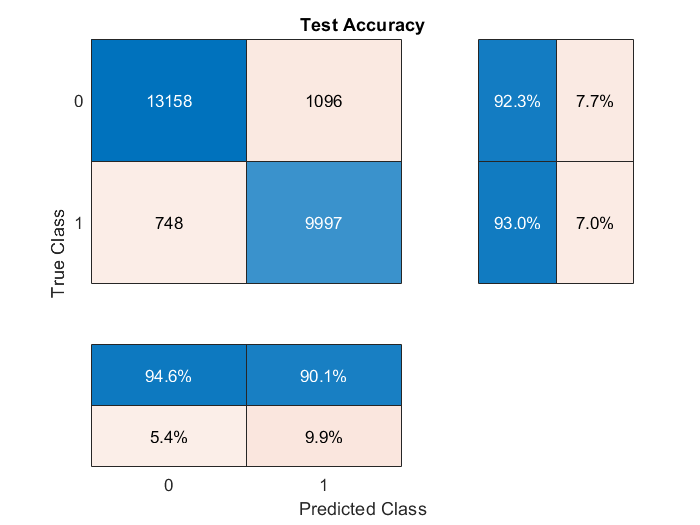 Test Accuracy
0 13158 1096 92.3% 7.7%
1 748 9997 93.0% 7.0%
True Class
94.6% 90.1%
5.4% 9.9%
0 1
Predicted Class